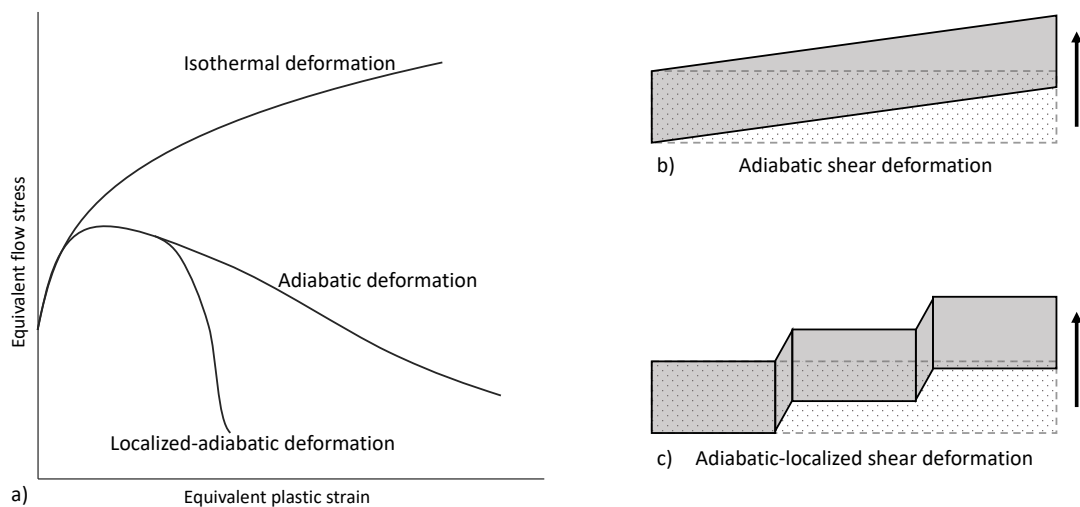 Isothermal deformation
Equivalent flow stress
Adiabatic deformation
Localized-adiabatic deformation
a)
Equivalent plastic strain
b)
Adiabatic shear deformation
c)
Adiabatic-localized shear deformation